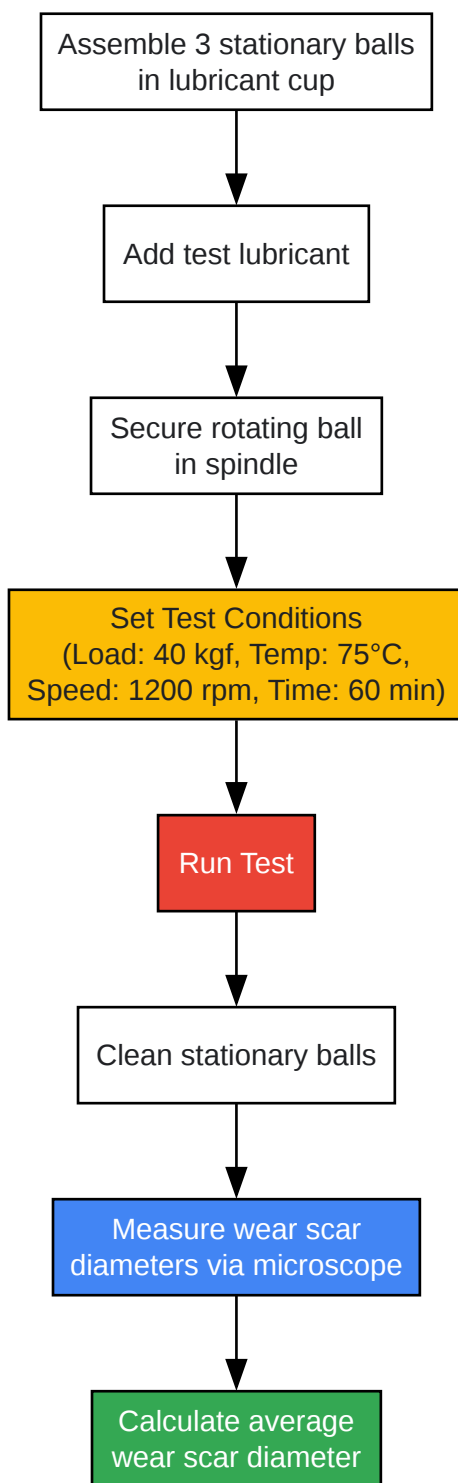 Assemble 3 stationary balls
in lubricant cup
Add test lubricant
Secure rotating ball
in spindle
Set Test Conditions
(Load: 40 kgf, Temp: 75°C,
Speed: 1200 rpm, Time: 60 min)
Run Test
Clean stationary balls
Measure wear scar
diameters via microscope
Calculate average
wear scar diameter